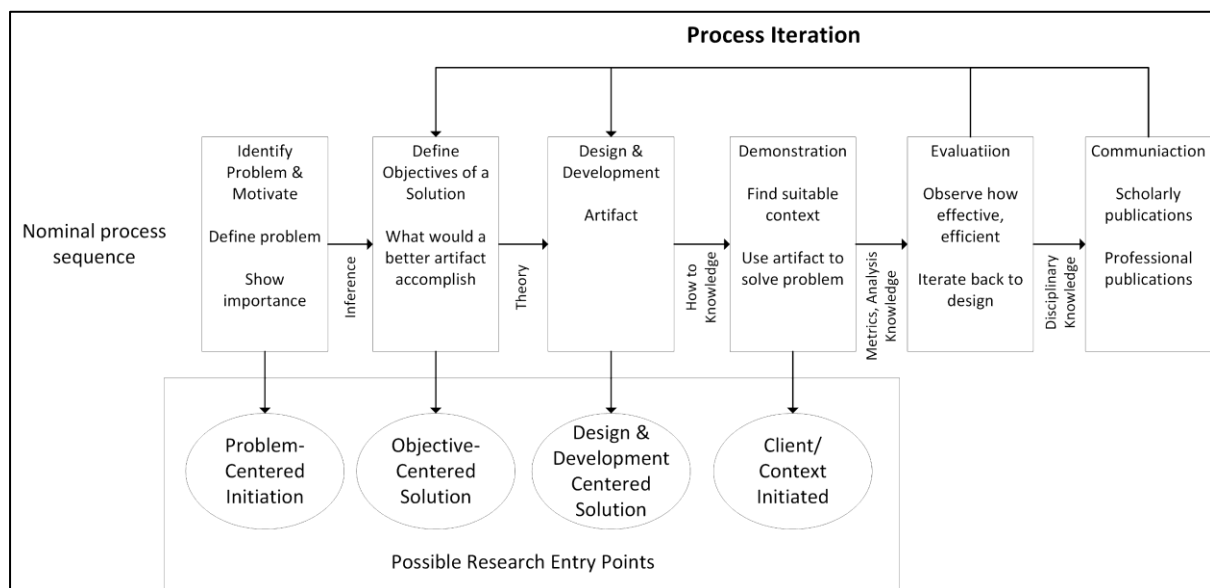 Process Iteration
Nominal process
sequence
Identify
Problem &
Motivate
Define problem
Show
importance
Inference
Define
Objectives of a
Solution
What would a
better artifact
accomplish
Theory
Design &
Development
Artifact
How to
Knowledge
Demonstration
Find suitable
context
Use artifact to
solve problem
Metrics, Analysis
Knowledge
Evaluatiion
Observe how
effective,
efficient
Iterate back to
design
Disciplinary
Knowledge
Communiaction
Scholarly
publications
Professional
publications
Problem-
Centered
Initiation
Objective-
Centered
Solution
Design &
Development
Centered
Solution
Client/
Context
Initiated
Possible Research Entry Points